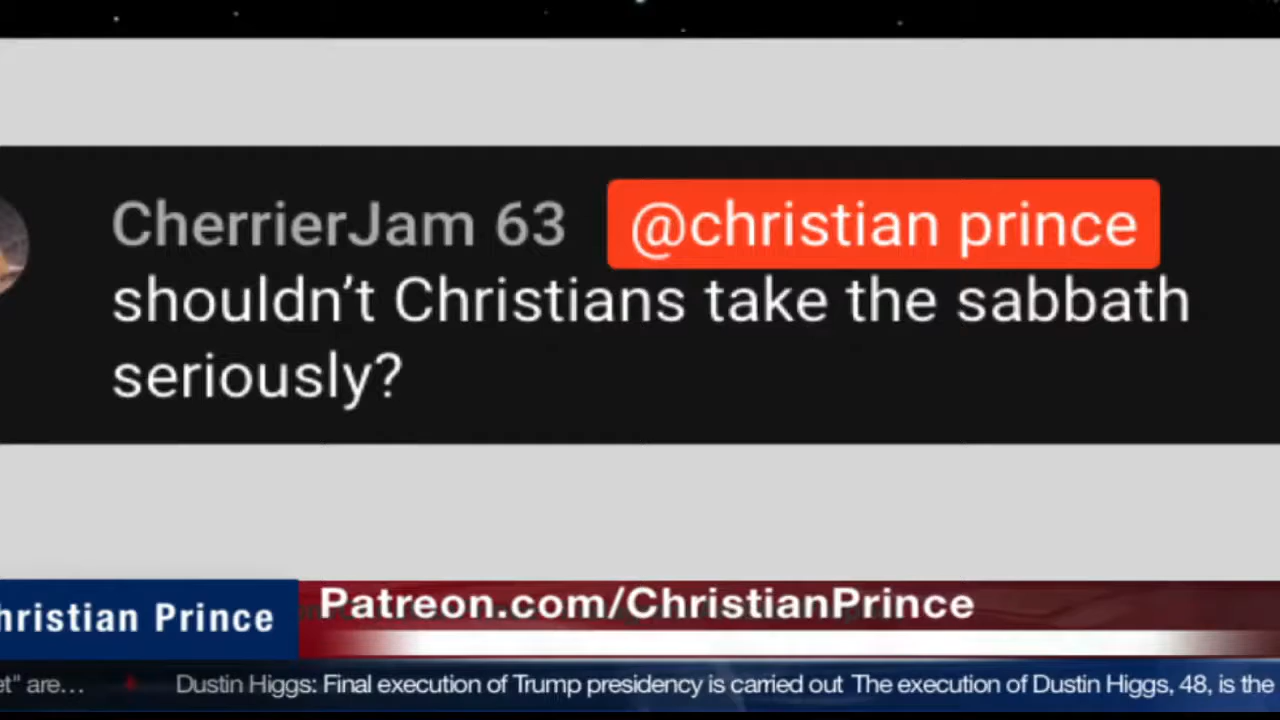 CherrierJam 63 @christian prince
shouldn't Christians take the sabbath
seriously?
hristian Prince
Patreon.com/ChristianPrince
et" are... Dustin Higgs: Final execution of Trump presidency is carried out The execution of Dustin Higgs, 48, is the